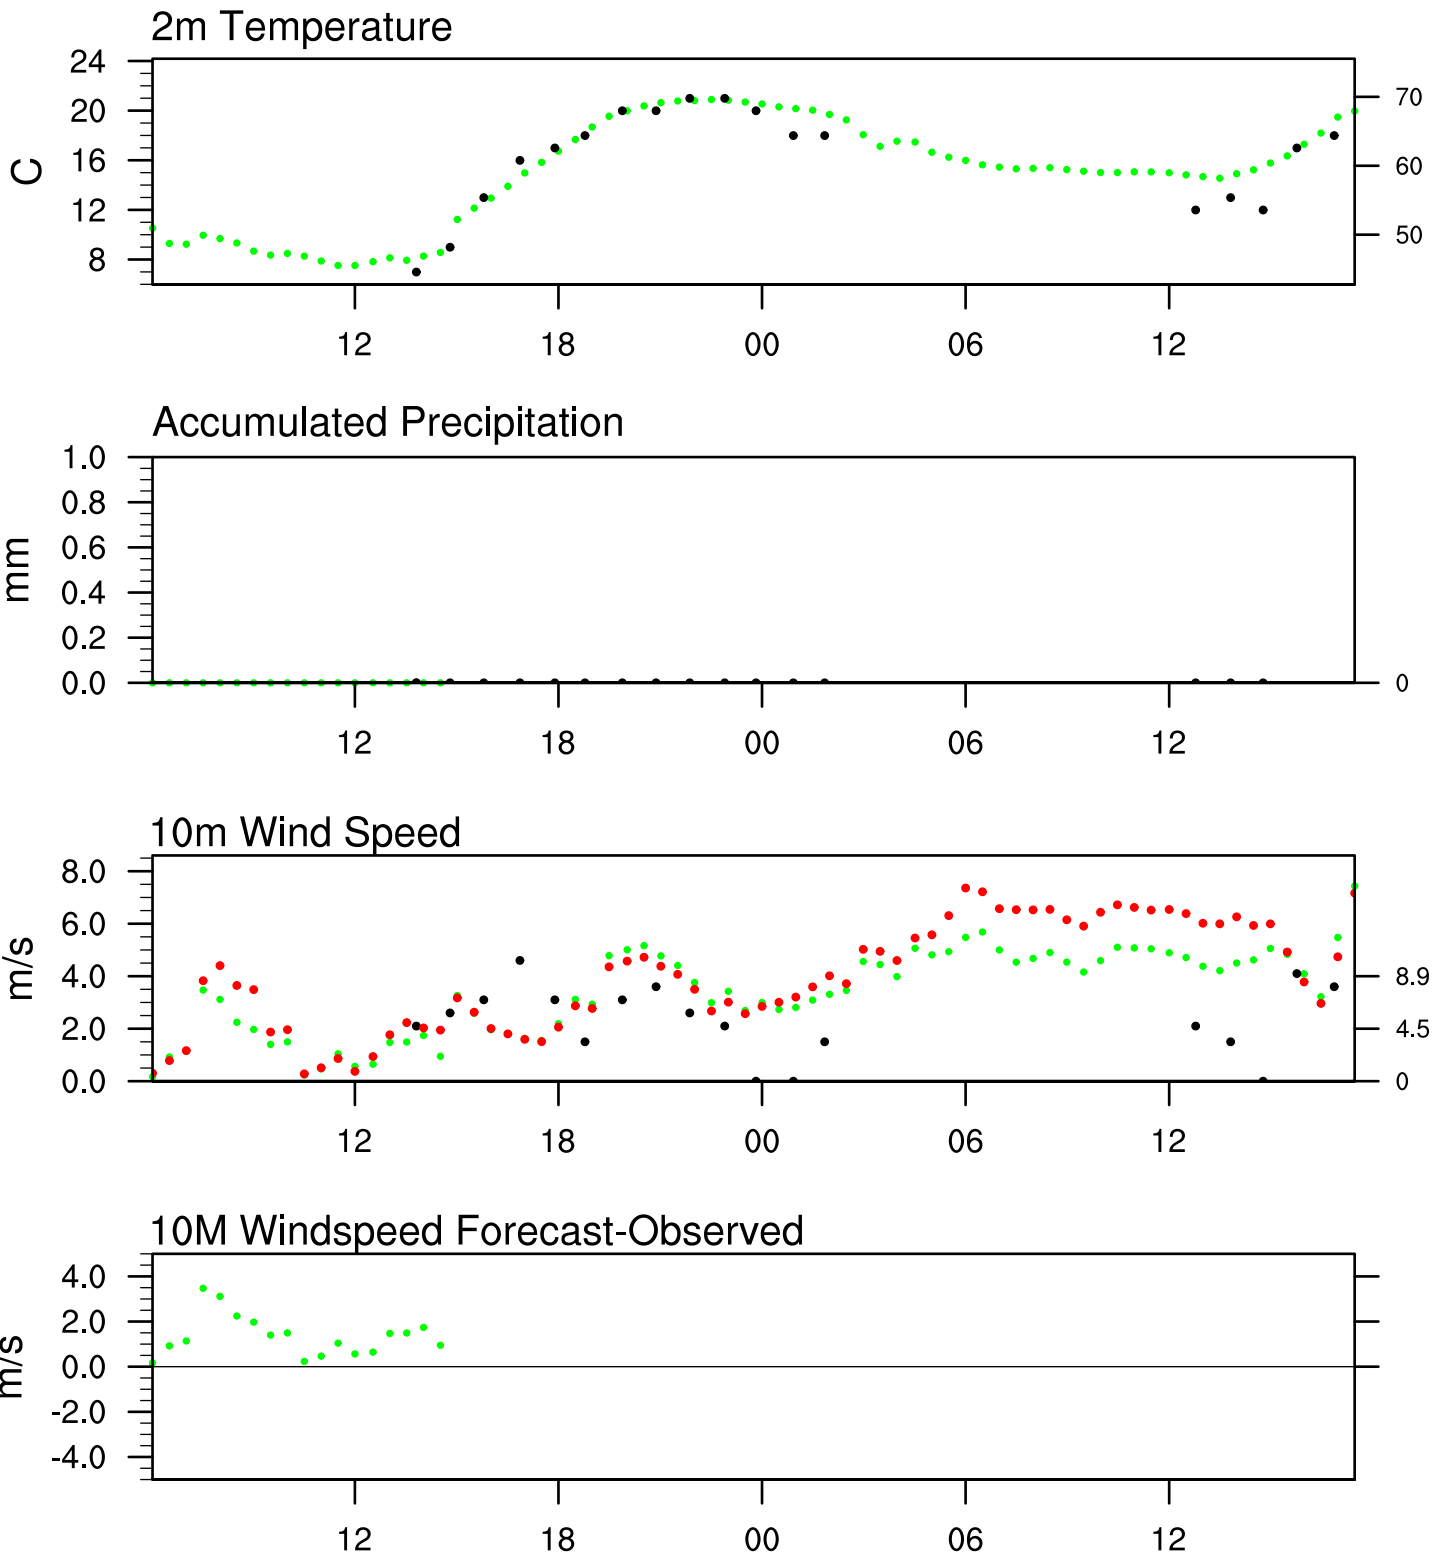 2m Temperature
24
20
16
12
8
C
70
60
50
12 18 00 06 12
Accumulated Precipitation
1.0
0.8
0.6
0.4
0.2
0.0
mm
0
12 18 00 06 12
10m Wind Speed
8.0
6.0
4.0
2.0
0.0
m/s
8.9
4.5
0
12 18 00 06 12
10M Windspeed Forecast-Observed
4.0
2.0
0.0
-2.0
-4.0
m/s
12 18 00 06 12